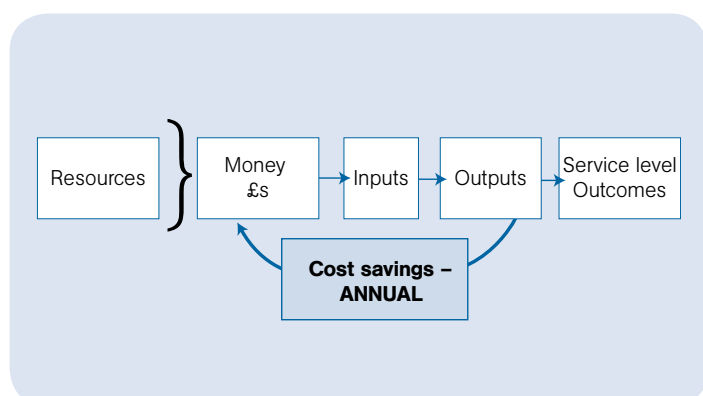 Resources
Money
£s
Inputs
Outputs
Service level
Outcomes
Cost savings –
ANNUAL